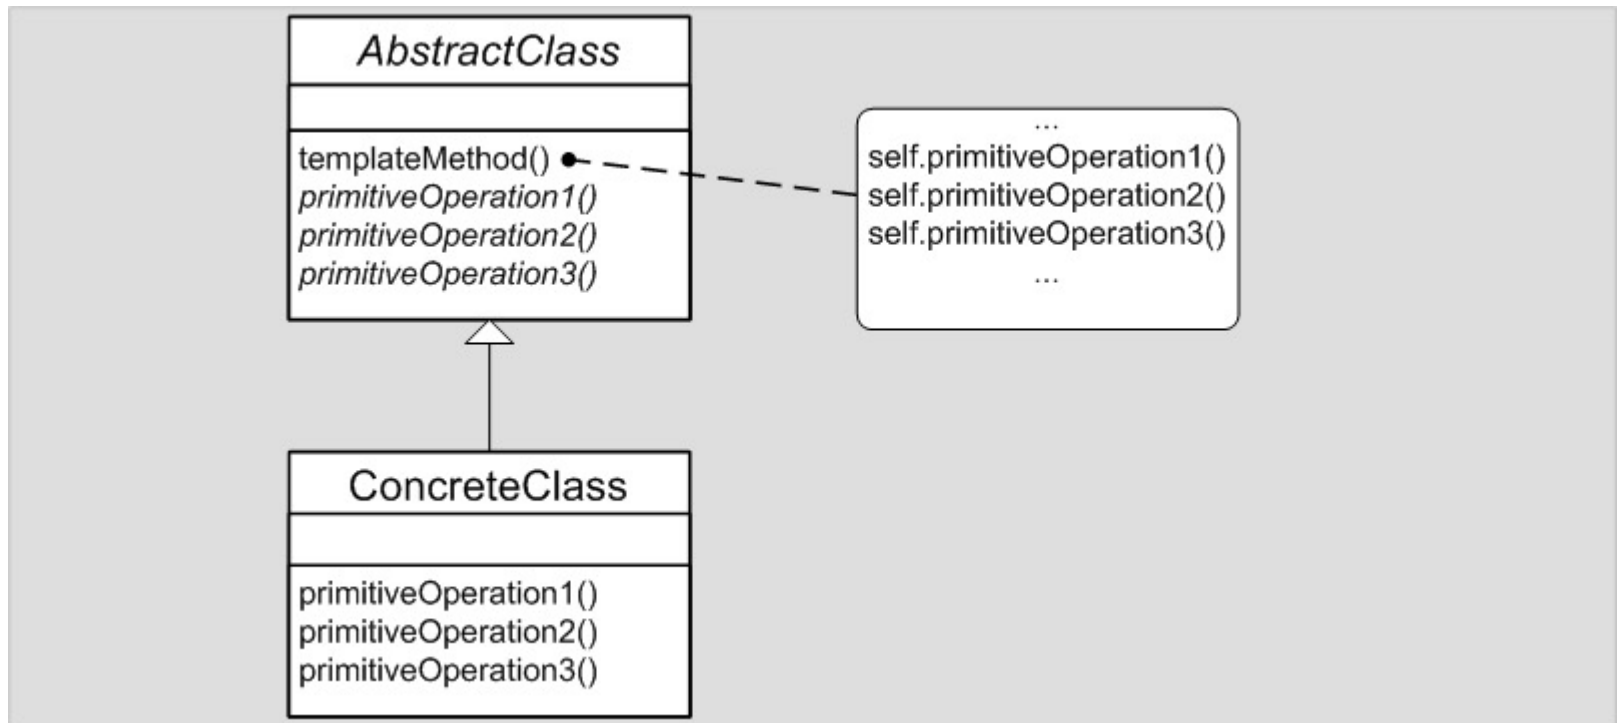 AbstractClass
templateMethod()
primitiveOperation1()
primitiveOperation2()
primitiveOperation3()
...
self.primitiveOperation1()
self.primitiveOperation2()
self.primitiveOperation3()
...
ConcreteClass
primitiveOperation1()
primitiveOperation2()
primitiveOperation3()